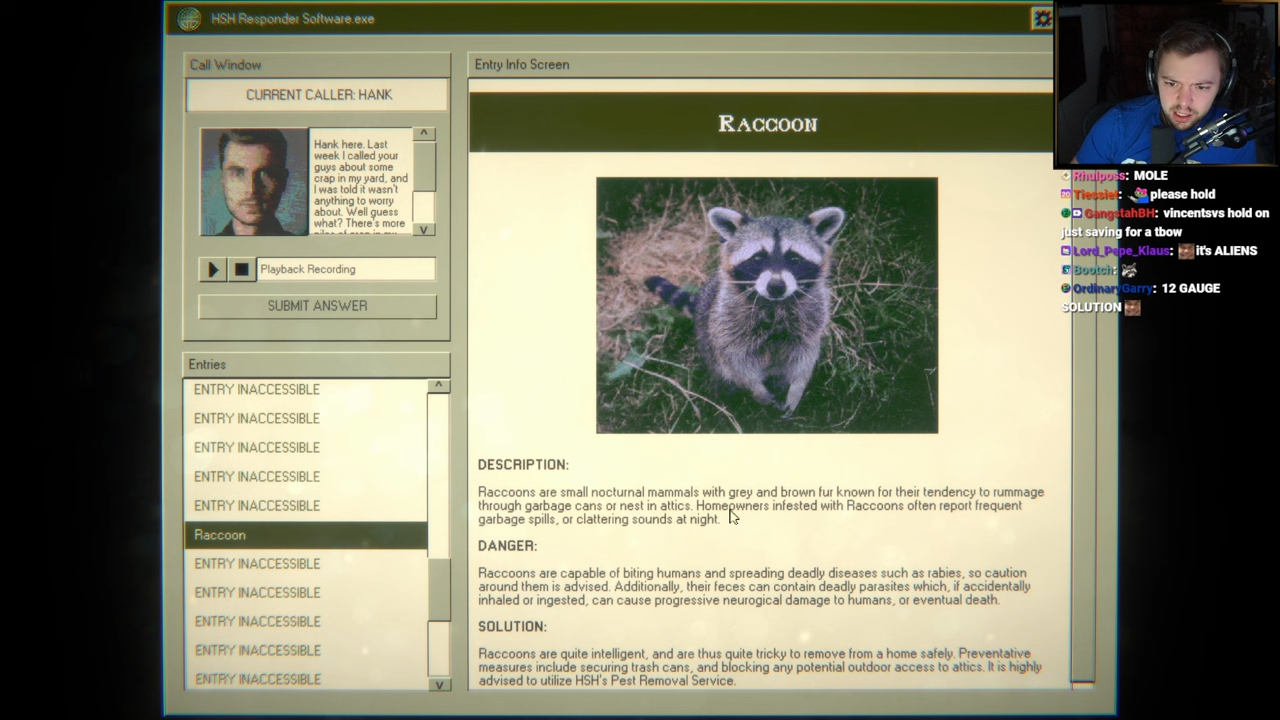 HSH Responder Software.exe
Call Window
CURRENT CALLER: HANK
Hank here. Last
week I called your
guys about some
crap in my yard, and
I was told it wasn't
anything to worry
about. Well guess
what? There's more
Playback Recording
SUBMIT ANSWER
Entries
ENTRY INACCESSIBLE
ENTRY INACCESSIBLE
ENTRY INACCESSIBLE
ENTRY INACCESSIBLE
ENTRY INACCESSIBLE
Raccoon
ENTRY INACCESSIBLE
ENTRY INACCESSIBLE
ENTRY INACCESSIBLE
ENTRY INACCESSIBLE
ENTRY INACCESSIBLE
Entry Info Screen
RACCOON
DESCRIPTION:
Raccoons are small nocturnal mammals with grey and brown fur known for their tendency to rummage
through garbage cans or nest in attics. Homeowners infested with Raccoons often report frequent
garbage spills, or clattering sounds at night.
DANGER:
Raccoons are capable of biting humans and spreading deadly diseases such as rabies, so caution
around them is advised. Additionally, their feces can contain deadly parasites which, if accidentally
inhaled or ingested, can cause progressive neurogical damage to humans, or eventual death.
SOLUTION:
Raccoons are quite intelligent, and are thus quite tricky to remove from a home safely. Preventative
measures include securing trash cans, and blocking any potential outdoor access to attics. It is highly
advised to utilize HSH's Pest Removal Service.
Rhulposs: MOLE
: please hold
GangstahBH: vincentsvs hold on
just saving for a tbow
Lord_Pepe_Klaus: it's ALIENS
Bootch:
OrdinaryGarry: 12 GAUGE
SOLUTION